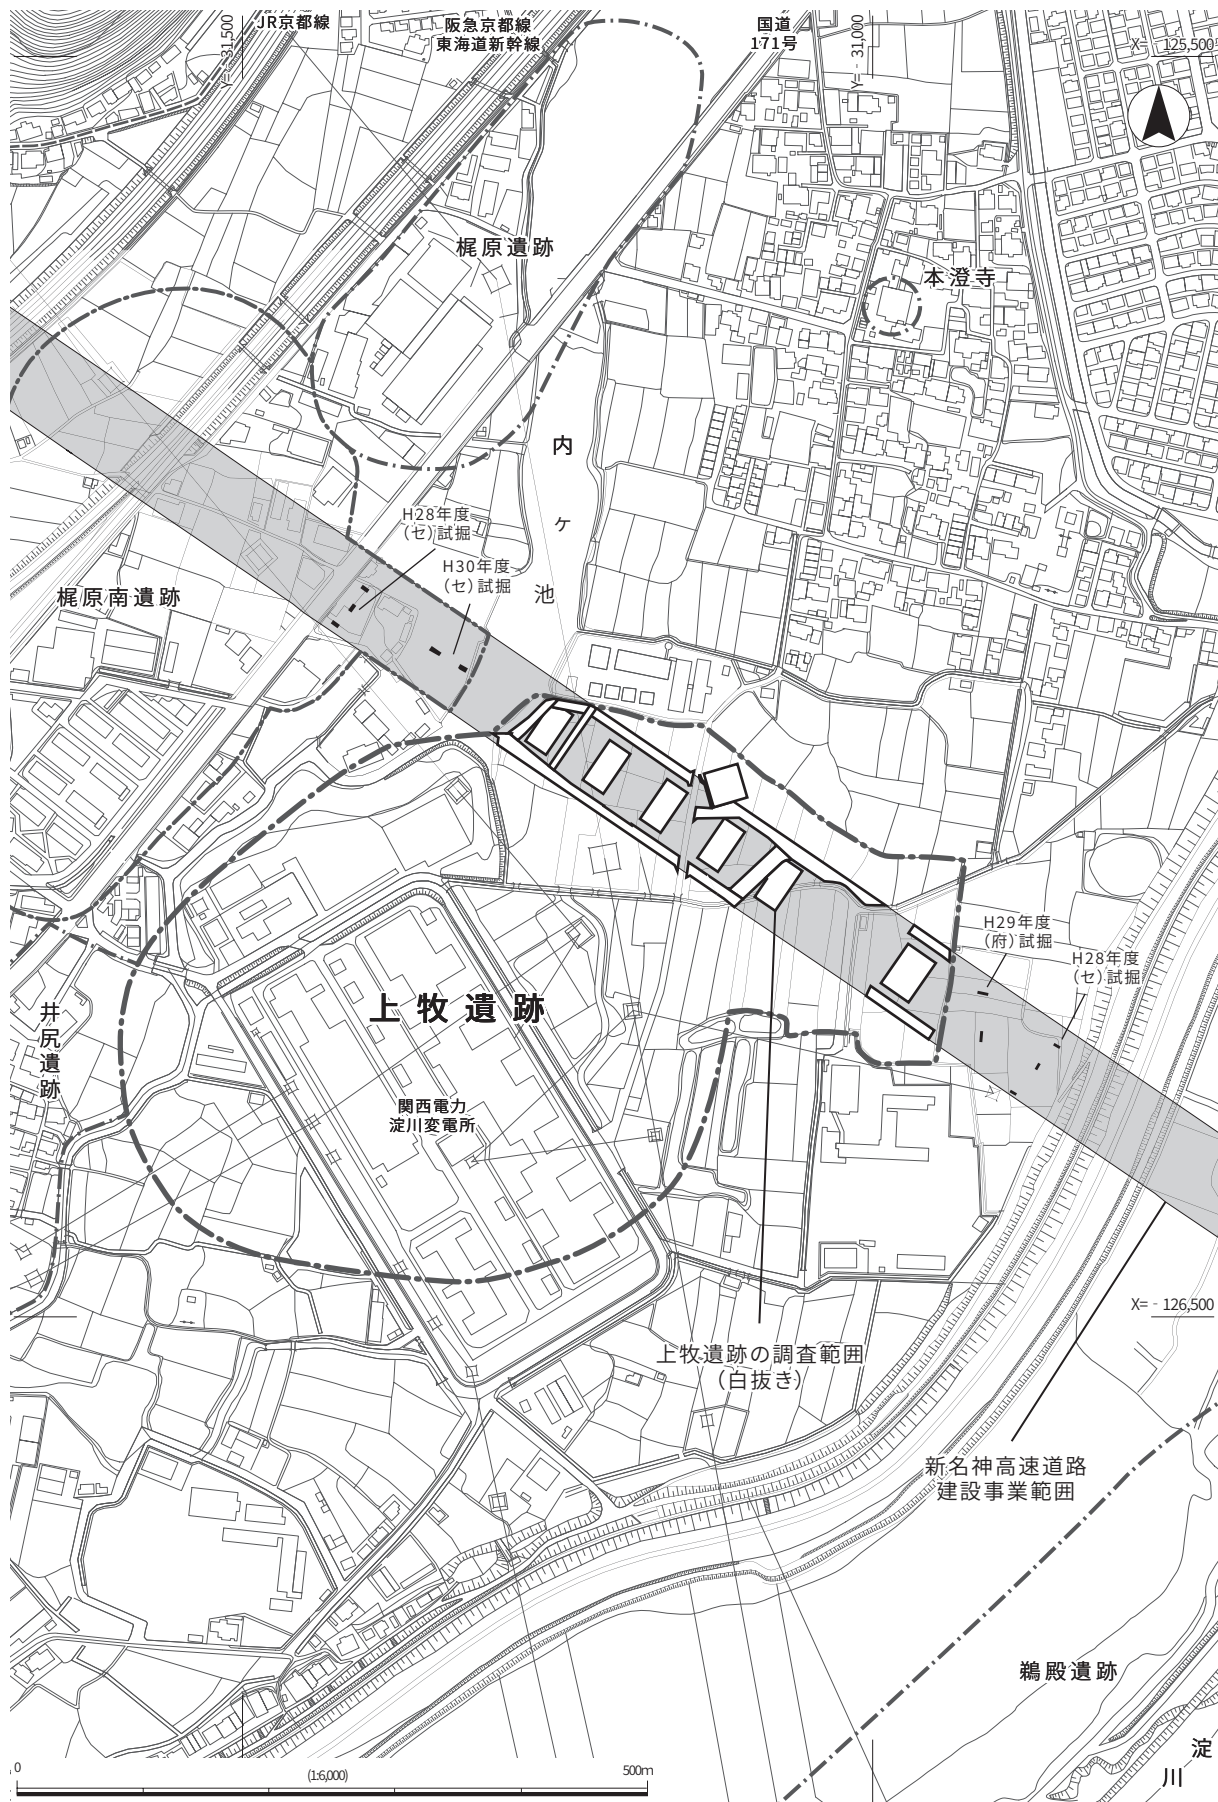 JR京都線
阪急京都線
東海道新幹線
国道
171号
Y=－31,500
Y=－31,000
X=－125,500
梶原遺跡
本澄寺
内
ヶ
池
H28年度
（セ）試掘
H30年度
（セ）試掘
梶原南遺跡
H29年度
（府）試掘
H28年度
（セ）試掘
上牧遺跡
井尻遺跡
関西電力
淀川変電所
X=－126,500
上牧遺跡の調査範囲
（白抜き）
新名神高速道路
建設事業範囲
鵜殿遺跡
淀
川
0
(1:6,000)
500m